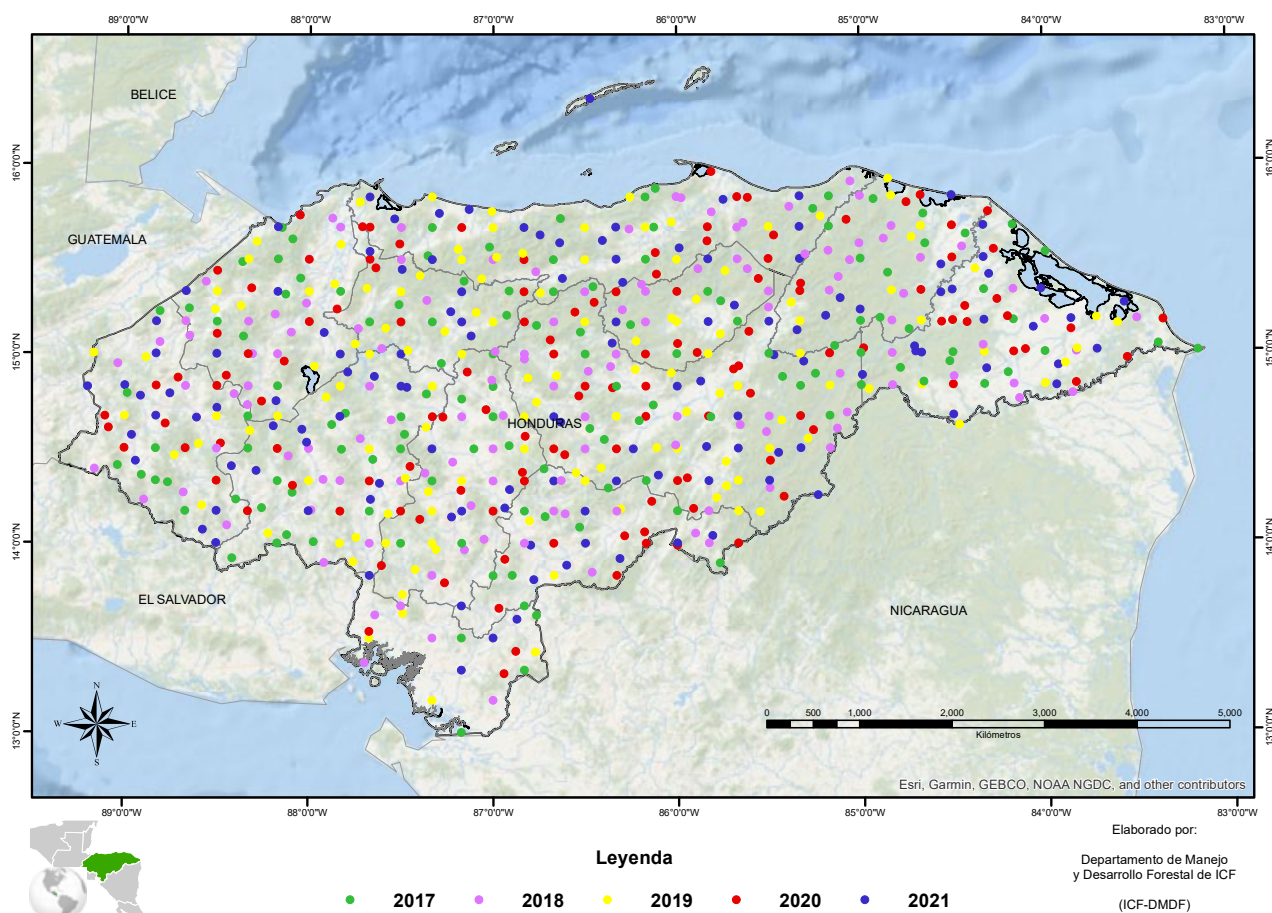 89°0'0"W 88°0'0"W 87°0'0"W 86°0'0"W 85°0'0"W 84°0'0"W 83°0'0"W
BELICE
16°0'0"N 16°0'0"N
GUATEMALA
15°0'0"N 15°0'0"N
HONDURAS
14°0'0"N 14°0'0"N
EL SALVADOR
NICARAGUA
N
W E
S
0 500 1,000 2,000 3,000 4,000 5,000
Kilómetros
13°0'0"N 13°0'0"N
Esri, Garmin, GEBCO, NOAA NGDC, and other contributors
89°0'0"W 88°0'0"W 87°0'0"W 86°0'0"W 85°0'0"W 84°0'0"W 83°0'0"W
Leyenda
2017 2018 2019 2020 2021
Elaborado por:
Departamento de Manejo
y Desarrollo Forestal de ICF
(ICF-DMDF)